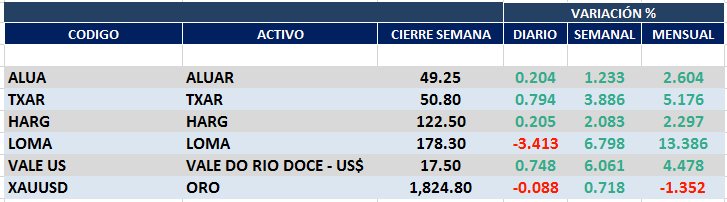 VARIACIÓN %
CODIGO ACTIVO CIERRE SEMANA DIARIO SEMANAL MENSUAL
ALUA ALUAR 49.25 0.204 1.233 2.604
TXAR TXAR 50.80 0.794 3.886 5.176
HARG HARG 122.50 0.205 2.083 2.297
LOMA LOMA 178.30 -3.413 6.798 13.386
VALE US VALE DO RIO DOCE - US$ 17.50 0.748 6.061 4.478
XAUUSD ORO 1,824.80 -0.088 0.718 -1.352